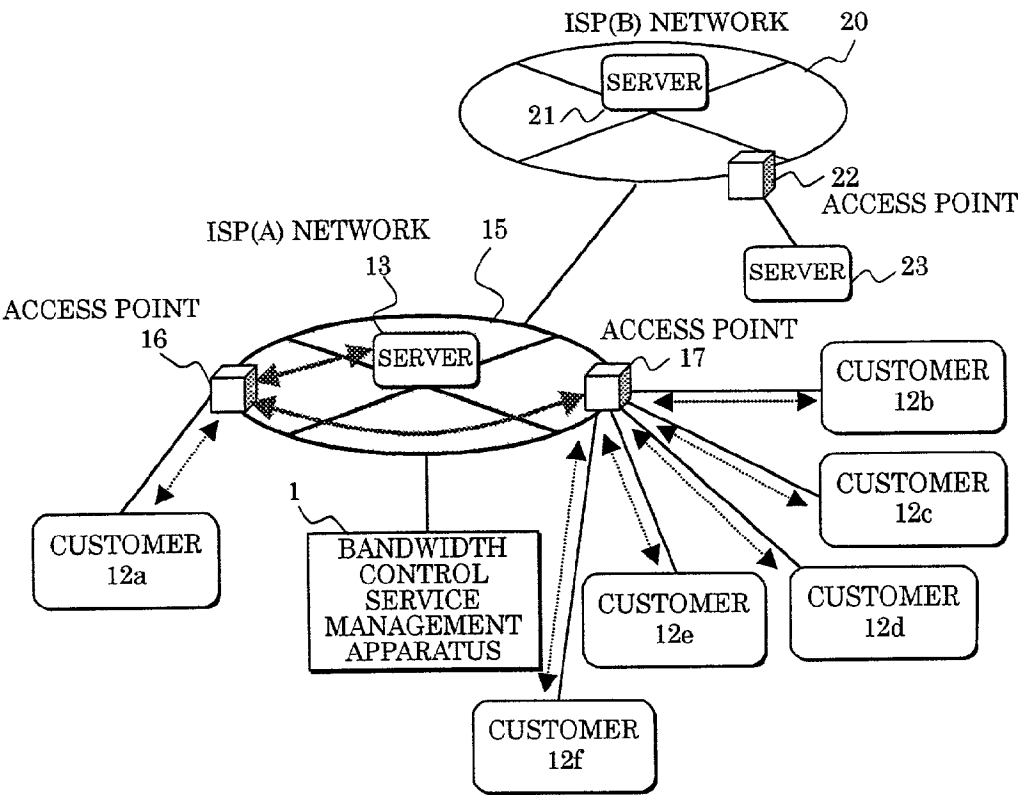 ISP(B) NETWORK
20
SERVER
21
22
ACCESS POINT
SERVER
23
ISP(A) NETWORK
15
13
ACCESS POINT
16
SERVER
ACCESS POINT
17
CUSTOMER
12b
CUSTOMER
12c
CUSTOMER
12d
CUSTOMER
12e
CUSTOMER
12f
CUSTOMER
12a
1
BANDWIDTH
CONTROL
SERVICE
MANAGEMENT
APPARATUS